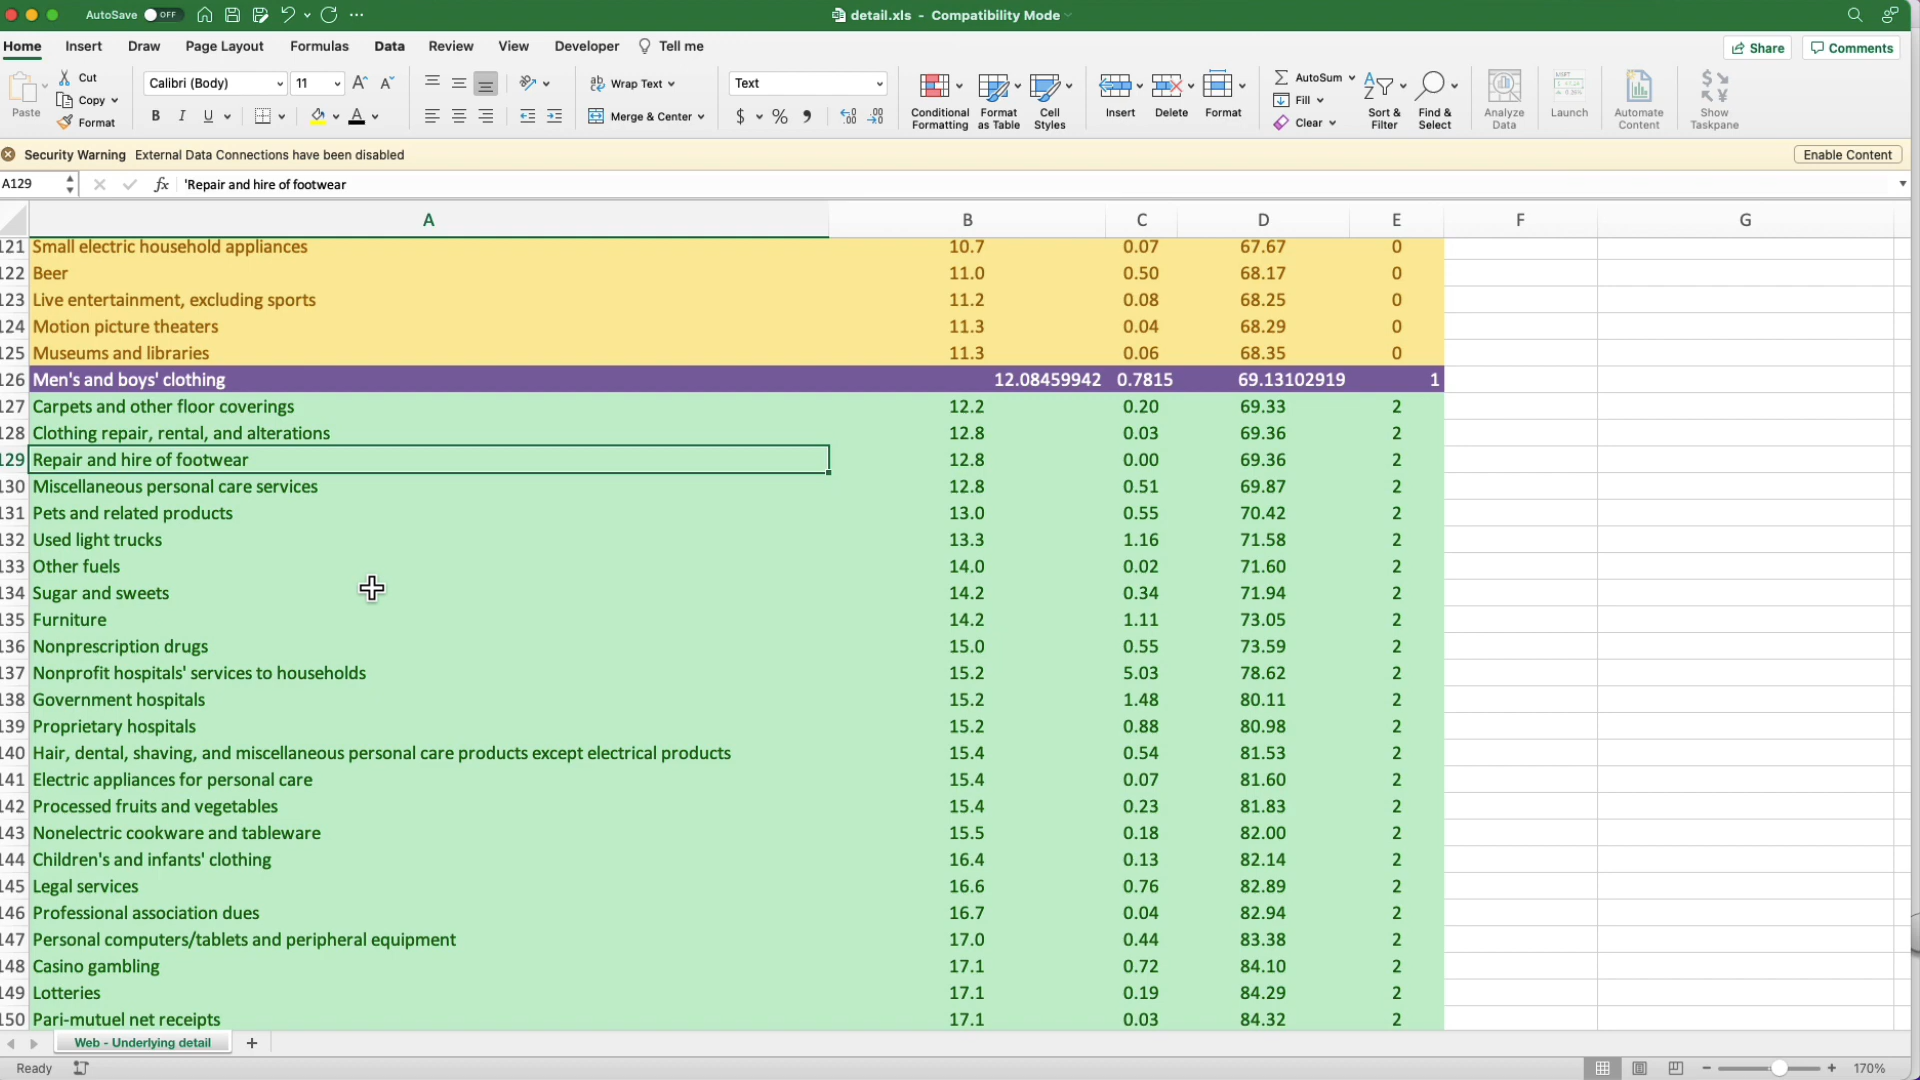 AutoSave OFF detail.xls - Compatibility Mode
Home Insert Draw Page Layout Formulas Data Review View Developer Tell me Share Comments
Paste Cut Copy Format
Calibri (Body) 11 A A
B I U A
Wrap Text
Merge & Center
Text
$ %
Conditional Formatting Format as Table Cell Styles
Insert Delete Format
AutoSum Fill Clear
Sort & Filter Find & Select
Analyze Data Launch Automate Content Show Taskpane
Security Warning External Data Connections have been disabled Enable Content
A129 fx 'Repair and hire of footwear
A B C D E F G
121 Small electric household appliances 10.7 0.07 67.67 0
122 Beer 11.0 0.50 68.17 0
123 Live entertainment, excluding sports 11.2 0.08 68.25 0
124 Motion picture theaters 11.3 0.04 68.29 0
125 Museums and libraries 11.3 0.06 68.35 0
126 Men's and boys' clothing 12.08459942 0.7815 69.13102919 1
127 Carpets and other floor coverings 12.2 0.20 69.33 2
128 Clothing repair, rental, and alterations 12.8 0.03 69.36 2
129 Repair and hire of footwear 12.8 0.00 69.36 2
130 Miscellaneous personal care services 12.8 0.51 69.87 2
131 Pets and related products 13.0 0.55 70.42 2
132 Used light trucks 13.3 1.16 71.58 2
133 Other fuels 14.0 0.02 71.60 2
134 Sugar and sweets 14.2 0.34 71.94 2
135 Furniture 14.2 1.11 73.05 2
136 Nonprescription drugs 15.0 0.55 73.59 2
137 Nonprofit hospitals' services to households 15.2 5.03 78.62 2
138 Government hospitals 15.2 1.48 80.11 2
139 Proprietary hospitals 15.2 0.88 80.98 2
140 Hair, dental, shaving, and miscellaneous personal care products except electrical products 15.4 0.54 81.53 2
141 Electric appliances for personal care 15.4 0.07 81.60 2
142 Processed fruits and vegetables 15.4 0.23 81.83 2
143 Nonelectric cookware and tableware 15.5 0.18 82.00 2
144 Children's and infants' clothing 16.4 0.13 82.14 2
145 Legal services 16.6 0.76 82.89 2
146 Professional association dues 16.7 0.04 82.94 2
147 Personal computers/tablets and peripheral equipment 17.0 0.44 83.38 2
148 Casino gambling 17.1 0.72 84.10 2
149 Lotteries 17.1 0.19 84.29 2
150 Pari-mutuel net receipts 17.1 0.03 84.32 2
Web - Underlying detail +
Ready 170%